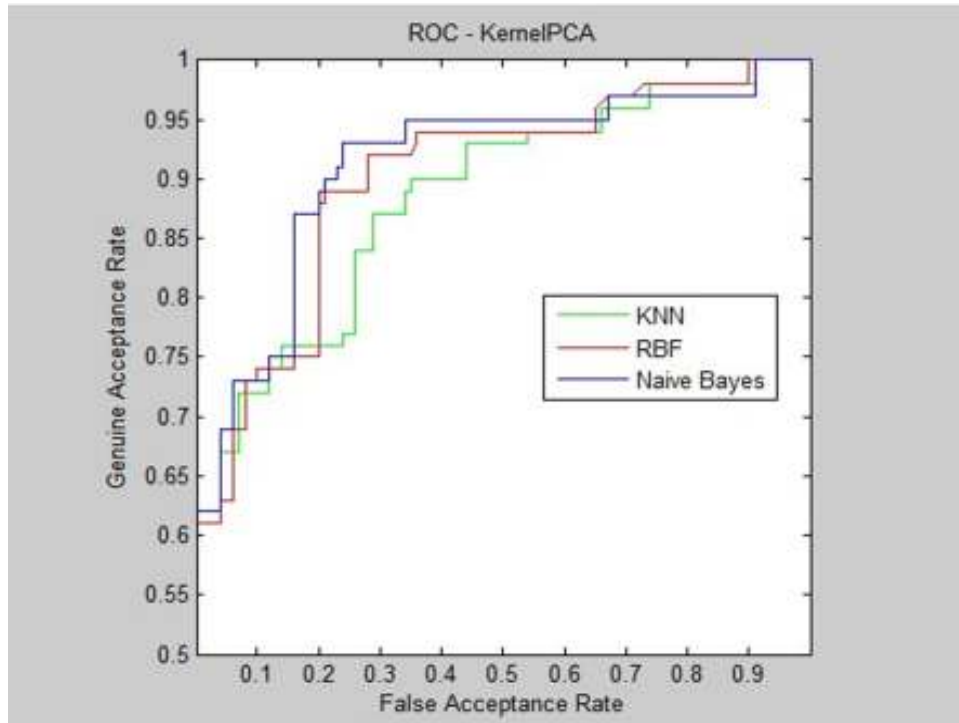 ROC - KernelPCA
1
0.95
0.9
0.85
0.8
0.75
0.7
0.65
0.6
0.55
0.5
Genuine Acceptance Rate
KNN
RBF
Naive Bayes
0.1 0.2 0.3 0.4 0.5 0.6 0.7 0.8 0.9
False Acceptance Rate